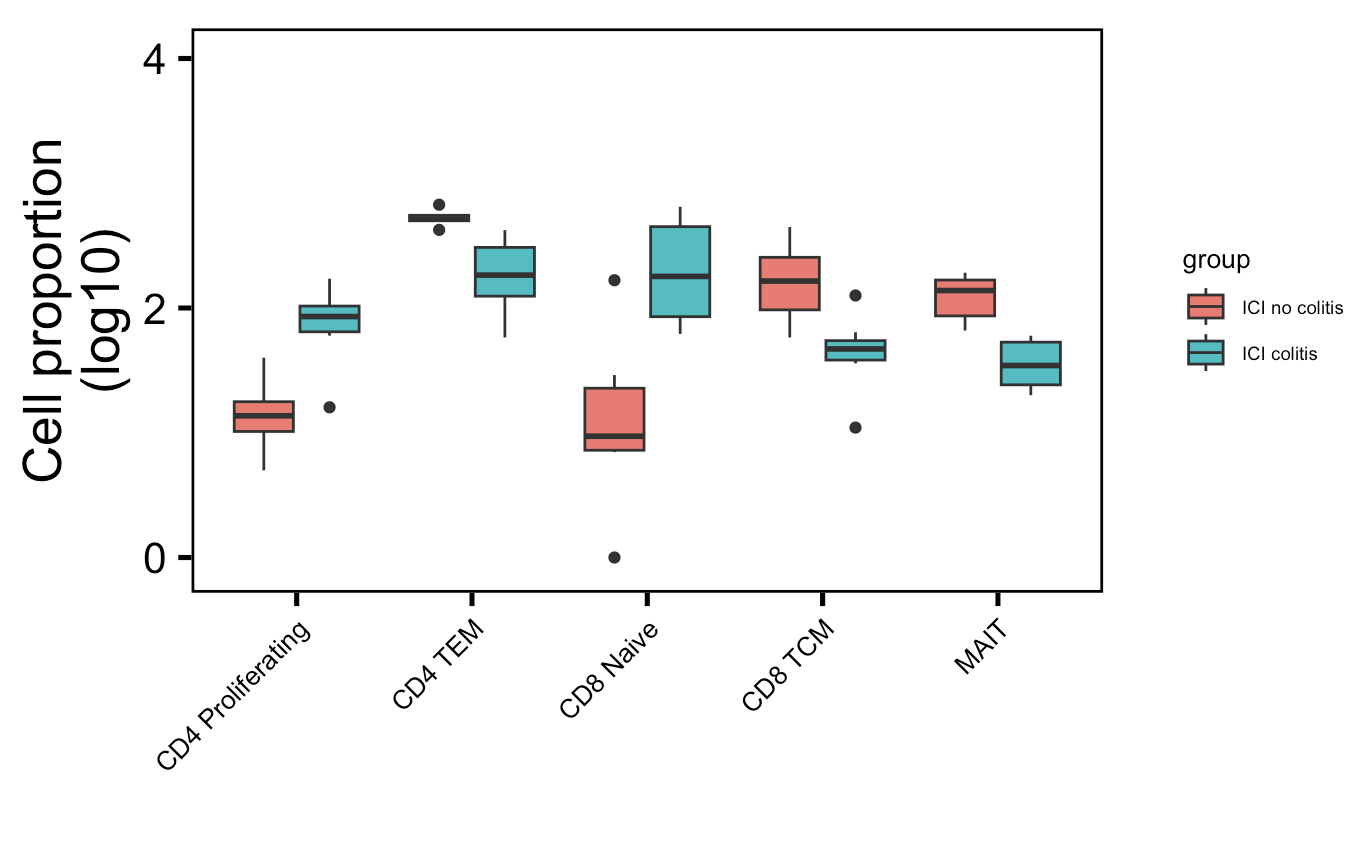 Cell proportion
(log10)
4
2
0
CD4 Proliferating
CD4 TEM
CD8 Naive
CD8 TCM
MAIT
group
ICI no colitis
ICI colitis